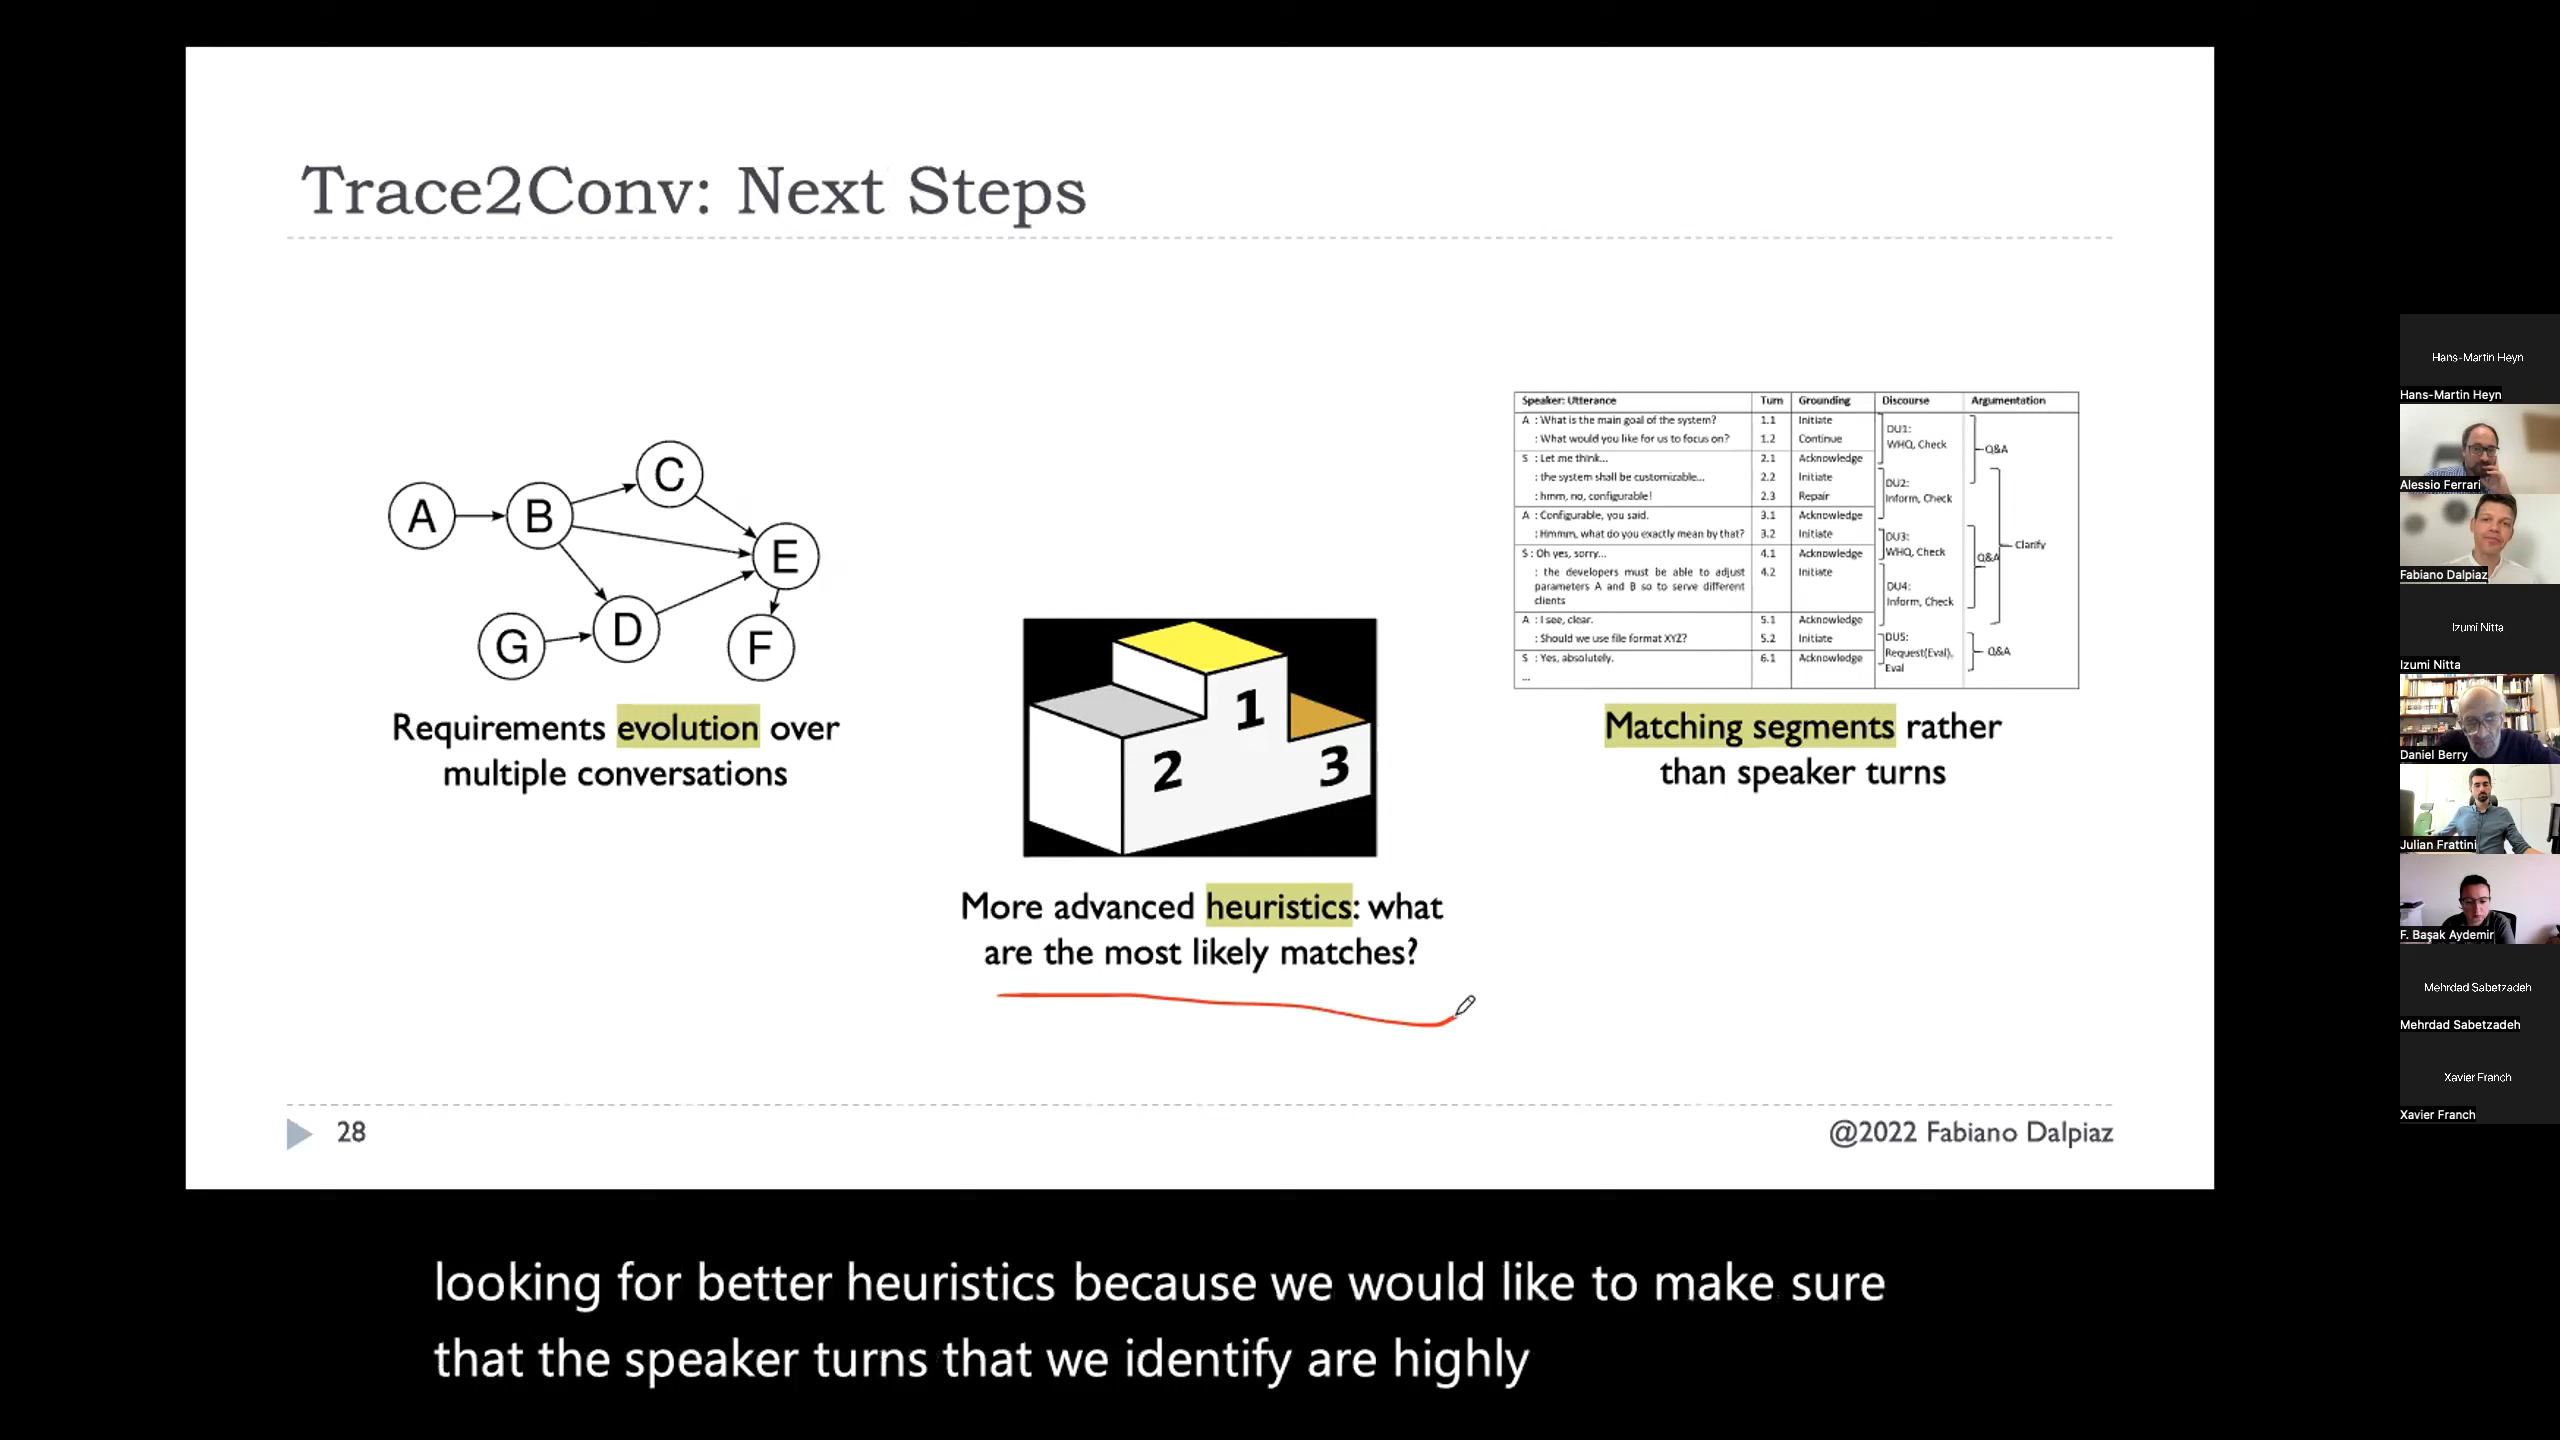 Trace2Conv: Next Steps
A
B
C
D
E
F
G
Requirements evolution over
multiple conversations
1
2
3
More advanced heuristics: what
are the most likely matches?
Speaker: Utterance Turn Grounding Discourse Argumentation
A : What is the main goal of the system? 1.1 Initiate
: What would you like for us to focus on? 1.2 Continue
DU1:
WHQ, Check
Q&A
S : Let me think... 2.1 Acknowledge
: the system shall be customizable... 2.2 Initiate
: hmm, no, configurable! 2.3 Repair
DU2:
Inform, Check
A : Configurable, you said. 3.1 Acknowledge
: Hmmm, what do you exactly mean by that? 3.2 Initiate
DU3:
WHQ, Check
Q&A
Clarify
S : Oh yes, sorry... 4.1 Acknowledge
: the developers must be able to adjust 4.2 Initiate
parameters A and B so to serve different
clients
DU4:
Inform, Check
A : I see, clear. 5.1 Acknowledge
: Should we use file format XYZ? 5.2 Initiate
DU5:
Request(Eval),
Eval
Q&A
S : Yes, absolutely. 6.1 Acknowledge
...
Matching segments rather
than speaker turns
28
@2022 Fabiano Dalpiaz
Hans-Martin Heyn
Hans-Martin Heyn
Alessio Ferrari
Fabiano Dalpiaz
Izumi Nitta
Izumi Nitta
Daniel Berry
Julian Frattini
F. Başak Aydemir
Mehrdad Sabetzadeh
Mehrdad Sabetzadeh
Xavier Franch
Xavier Franch
looking for better heuristics because we would like to make sure
that the speaker turns that we identify are highly